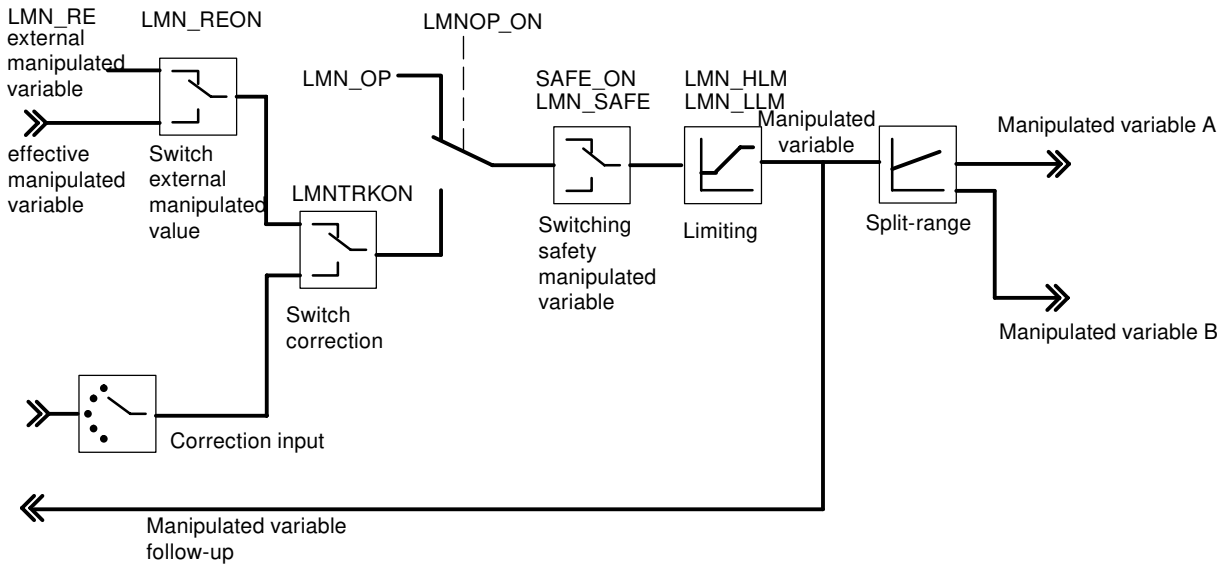 LMN_RE
external
manipulated
variable
LMN_REON
LMNOP_ON
LMN_OP
SAFE_ON
LMN_SAFE
LMN_HLM
LMN_LLM
Manipulated
variable
Manipulated variable A
effective
manipulated
variable
Switch
external
manipulated
value
LMNTRKON
Switching
safety
manipulated
variable
Limiting
Split-range
Switch
correction
Manipulated variable B
Correction input
Manipulated variable
follow-up